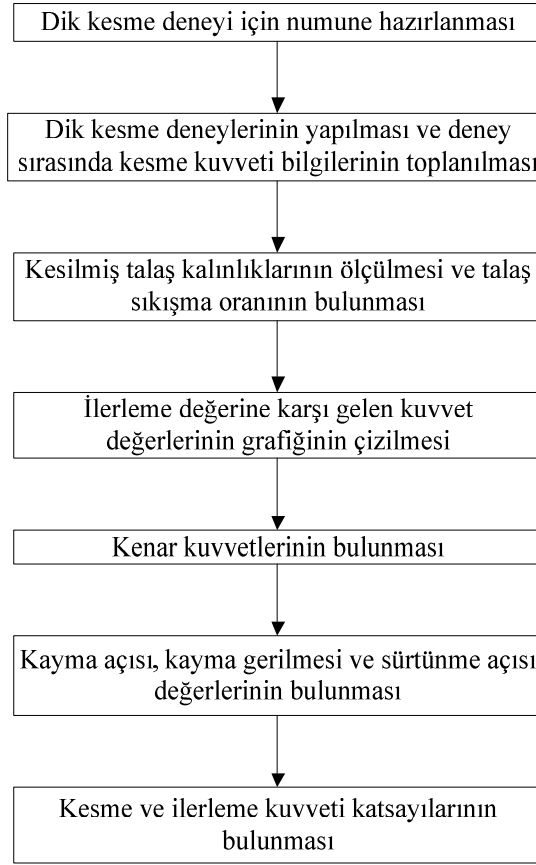 Dik kesme deneyi için numune hazırlanması
Dik kesme deneylerinin yapılması ve deney
sırasında kesme kuvveti bilgilerinin toplanılması
Kesilmiş talaş kalınlıklarının ölçülmesi ve talaş
sıkışma oranının bulunması
İlerleme değerine karşı gelen kuvvet
değerlerinin grafiğinin çizilmesi
Kenar kuvvetlerinin bulunması
Kayma açısı, kayma gerilmesi ve sürtünme açısı
değerlerinin bulunması
Kesme ve ilerleme kuvveti katsayılarının
bulunması